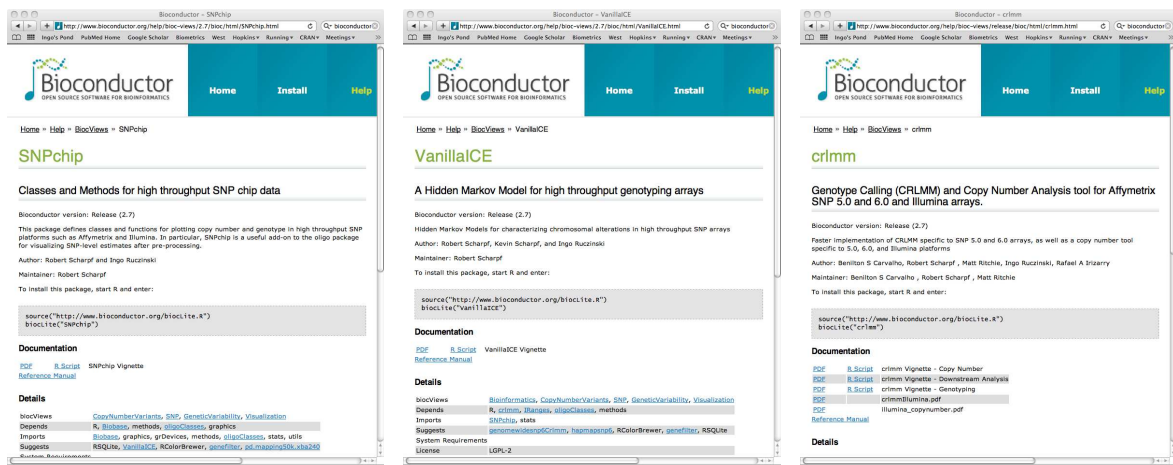 Bioconductor – SNPchip
http://www.bioconductor.org/help/bioc-views/2.7/bioc/html/SNPchip.html
bioconductor
Ingo's Pond PubMed Home Google Scholar Biometrics West Hopkins Running CRAN Meetings
Bioconductor
OPEN SOURCE SOFTWARE FOR BIOINFORMATICS
Home Install Help
Home » Help » BiocViews » SNPchip
SNPchip
Classes and Methods for high throughput SNP chip data
Bioconductor version: Release (2.7)
This package defines classes and functions for plotting copy number and genotype in high throughput SNP
platforms such as Affymetrix and Illumina. In particular, SNPchip is a useful add-on to the oligo package
for visualizing SNP-level estimates after pre-processing.
Author: Robert Scharpf and Ingo Ruczinski
Maintainer: Robert Scharpf
To install this package, start R and enter:
source("http://www.bioconductor.org/biocLite.R")
biocLite("SNPchip")
Documentation
PDF R Script SNPchip Vignette
Reference Manual
Details
biocViews CopyNumberVariants, SNP, GeneticVariability, Visualization
Depends R, Biobase, methods, oligoClasses, graphics
Imports Biobase, graphics, grDevices, methods, oligoClasses, stats, utils
Suggests RSQLite, VanillaICE, RColorBrewer, genefilter, pd.mapping50k.xba240
System Requirements
Bioconductor – VanillaICE
http://www.bioconductor.org/help/bioc-views/2.7/bioc/html/VanillaICE.html
bioconductor
Ingo's Pond PubMed Home Google Scholar Biometrics West Hopkins Running CRAN Meetings
Bioconductor
OPEN SOURCE SOFTWARE FOR BIOINFORMATICS
Home Install Help
Home » Help » BiocViews » VanillaICE
VanillaICE
A Hidden Markov Model for high throughput genotyping arrays
Bioconductor version: Release (2.7)
Hidden Markov Models for characterizing chromosomal alterations in high throughput SNP arrays
Author: Robert Scharpf, Kevin Scharpf, and Ingo Ruczinski
Maintainer: Robert Scharpf
To install this package, start R and enter:
source("http://www.bioconductor.org/biocLite.R")
biocLite("VanillaICE")
Documentation
PDF R Script VanillaICE Vignette
Reference Manual
Details
biocViews Bioinformatics, CopyNumberVariants, SNP, GeneticVariability, Visualization
Depends R, crlmm, IRanges, oligoClasses, methods
Imports SNPchip, stats
Suggests genomewidesnp6Crlmm, hapmapsnp6, RColorBrewer, genefilter, RSQLite
System Requirements
License LGPL-2
Bioconductor – crlmm
http://www.bioconductor.org/help/bioc-views/release/bioc/html/crlmm.html
bioconductor
Ingo's Pond PubMed Home Google Scholar Biometrics West Hopkins Running CRAN Meetings
Bioconductor
OPEN SOURCE SOFTWARE FOR BIOINFORMATICS
Home Install Help
Home » Help » BiocViews » crlmm
crlmm
Genotype Calling (CRLMM) and Copy Number Analysis tool for Affymetrix
SNP 5.0 and 6.0 and Illumina arrays.
Bioconductor version: Release (2.7)
Faster implementation of CRLMM specific to SNP 5.0 and 6.0 arrays, as well as a copy number tool
specific to 5.0, 6.0, and Illumina platforms
Author: Benilton S Carvalho, Robert Scharpf , Matt Ritchie, Ingo Ruczinski, Rafael A Irizarry
Maintainer: Benilton S Carvalho , Robert Scharpf , Matt Ritchie
To install this package, start R and enter:
source("http://www.bioconductor.org/biocLite.R")
biocLite("crlmm")
Documentation
PDF R Script crlmm Vignette - Copy Number
PDF R Script crlmm Vignette - Downstream Analysis
PDF R Script crlmm Vignette - Genotyping
PDF crlmmIllumina.pdf
PDF Illumina_copynumber.pdf
Reference Manual
Details